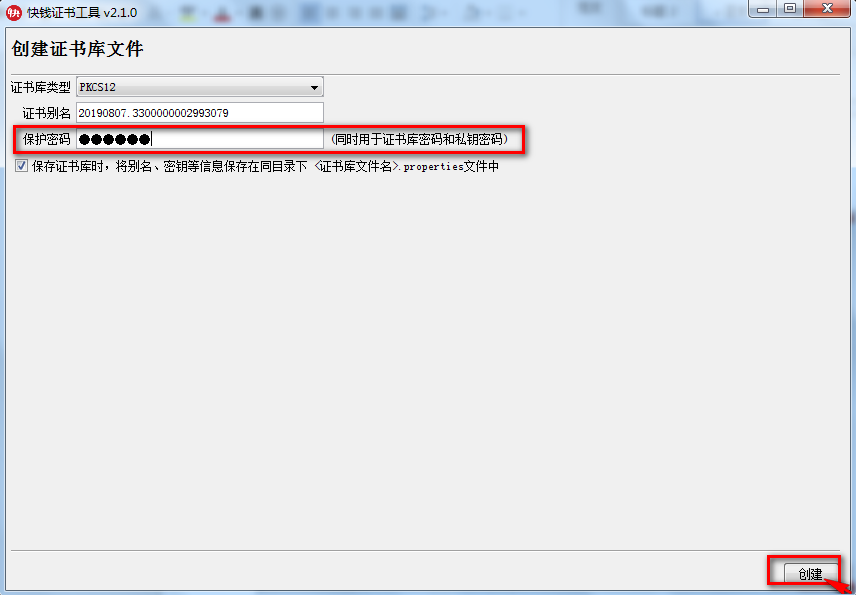 快 快钱证书工具 v2.1.0
创建证书库文件
证书库类型 PKCS12
证书别名 20190807.3300000002993079
保护密码 ●●●●●● (同时用于证书库密码和私钥密码)
保存证书库时，将别名、密钥等信息保存在同目录下 <证书库文件名>.properties文件中
创建